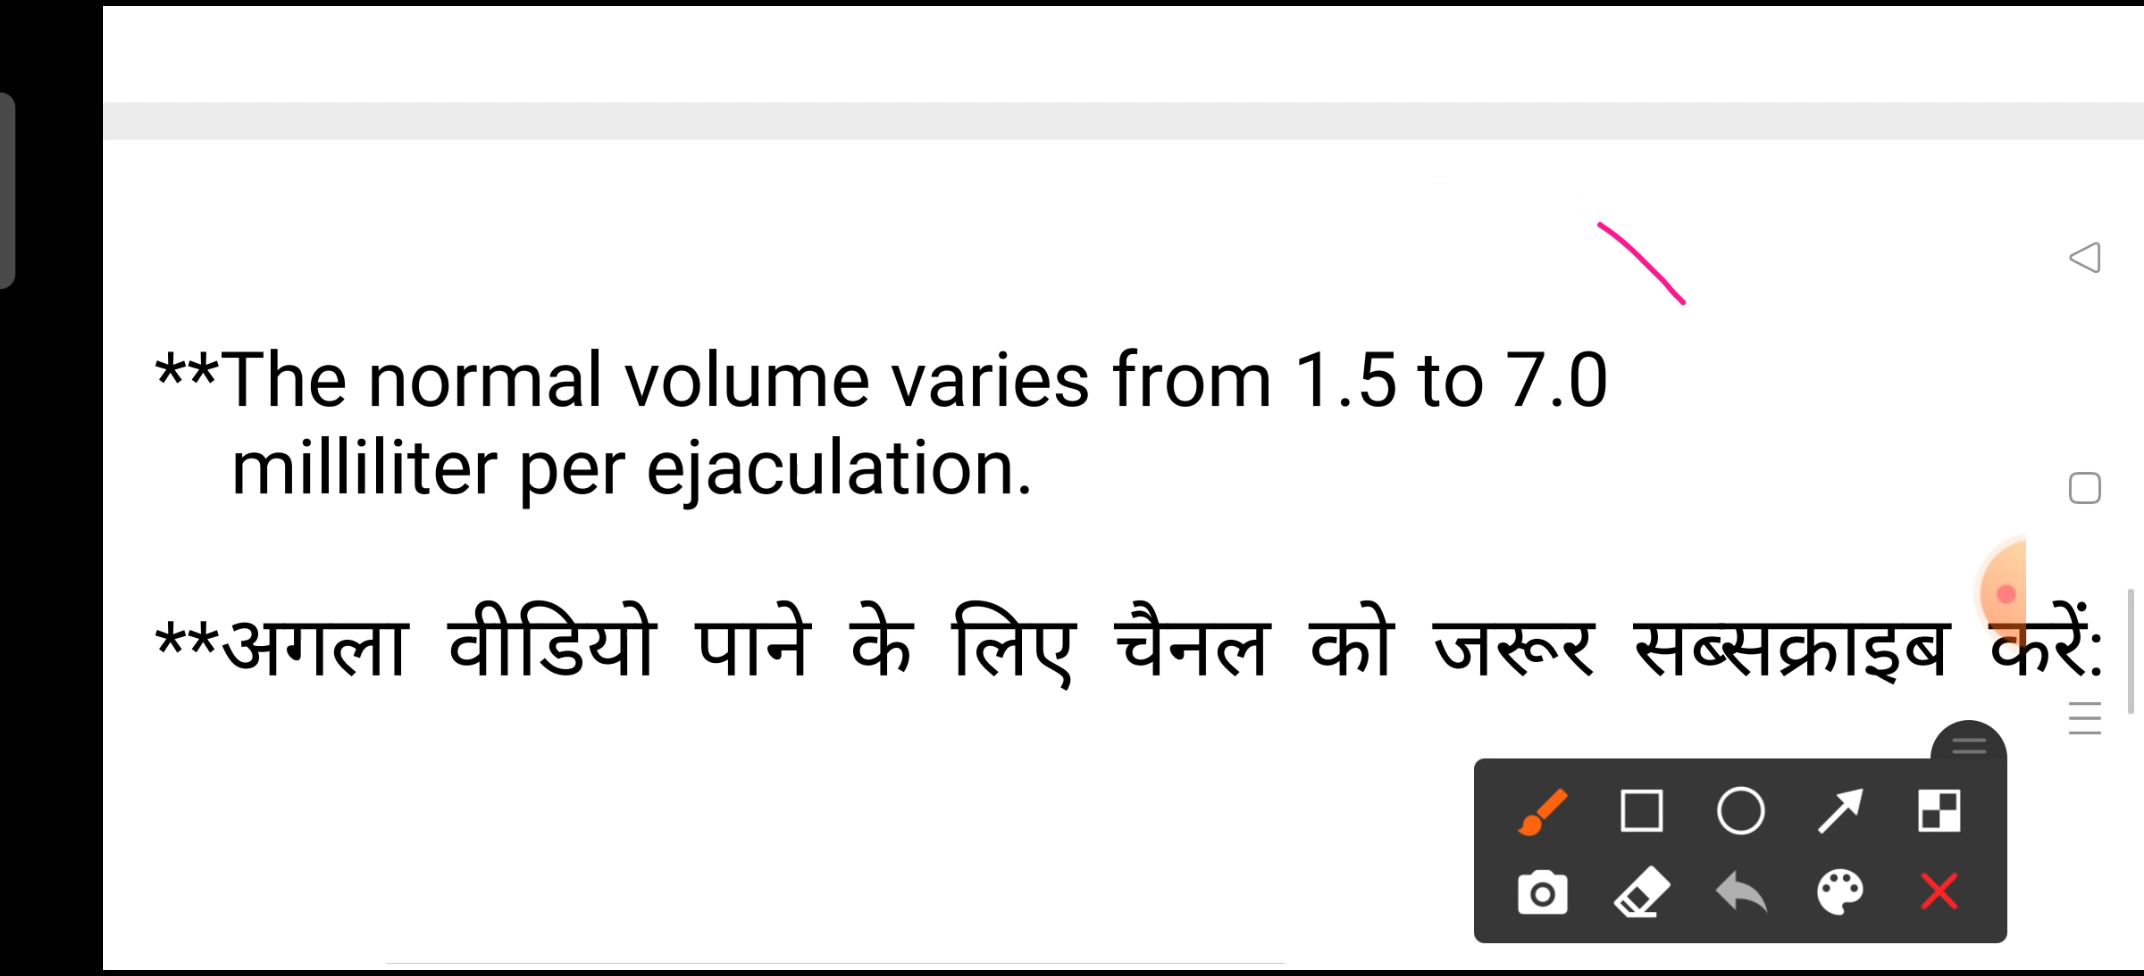 **The normal volume varies from 1.5 to 7.0
milliliter per ejaculation.
**अगला वीडियो पाने के लिए चैनल को जरूर सब्सक्राइब करें: